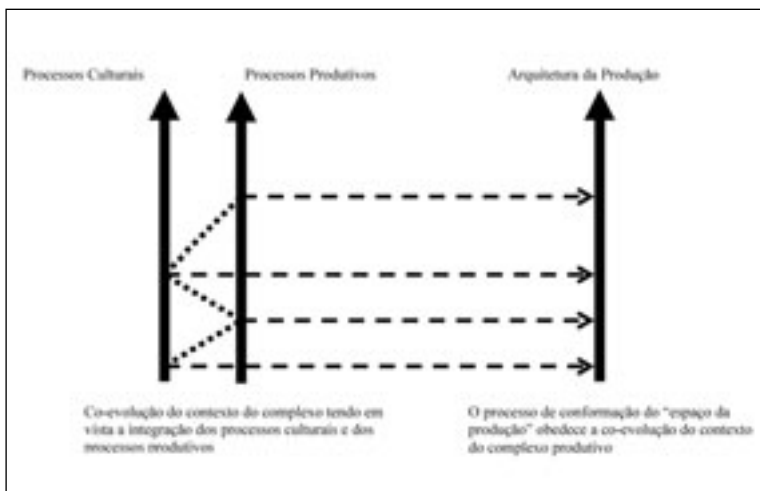 Processos Culturais
Processos Produtivos
Arquitetura da Produção
Co-evolução do contexto do complexo tendo em
vista a integração dos processos culturais e dos
processos produtivos
O processo de conformação do “espaço da
produção” obedece a co-evolução do contexto
do complexo produtivo